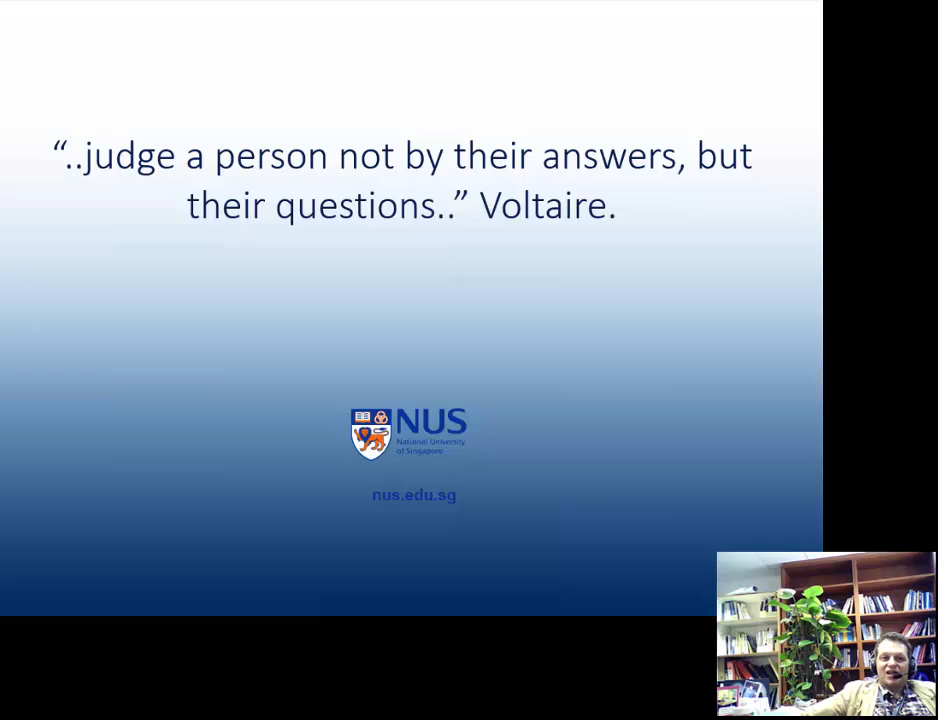 “..judge a person not by their answers, but
their questions..” Voltaire.
NUS
National University
of Singapore
nus.edu.sg